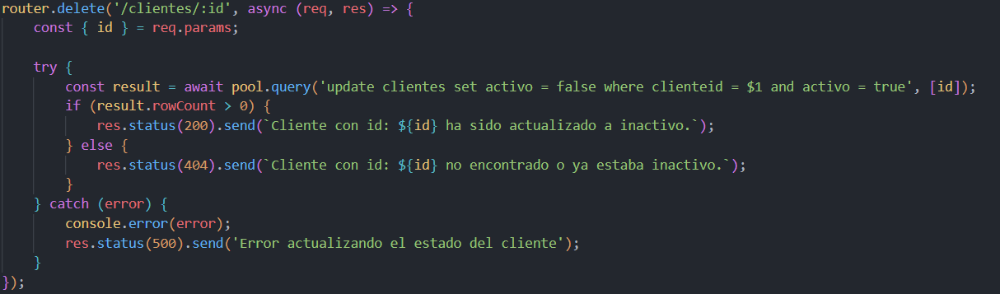 router.delete('/clientes/:id', async (req, res) => {
    const { id } = req.params;

    try {
        const result = await pool.query('update clientes set activo = false where clienteid = $1 and activo = true', [id]);
        if (result.rowCount > 0) {
            res.status(200).send(`Cliente con id: ${id} ha sido actualizado a inactivo.`);
        } else {
            res.status(404).send(`Cliente con id: ${id} no encontrado o ya estaba inactivo.`);
        }
    } catch (error) {
        console.error(error);
        res.status(500).send('Error actualizando el estado del cliente');
    }
});